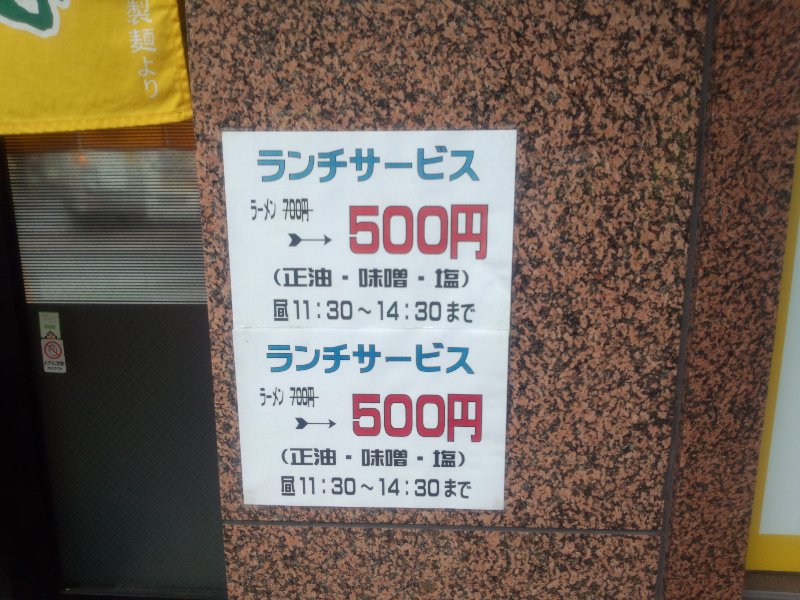 製麺より
ランチサービス
ラーメン 700円
500円
(正油・味噌・塩)
昼11:30～14:30まで
ランチサービス
ラーメン 700円
500円
(正油・味噌・塩)
昼11:30～14:30まで